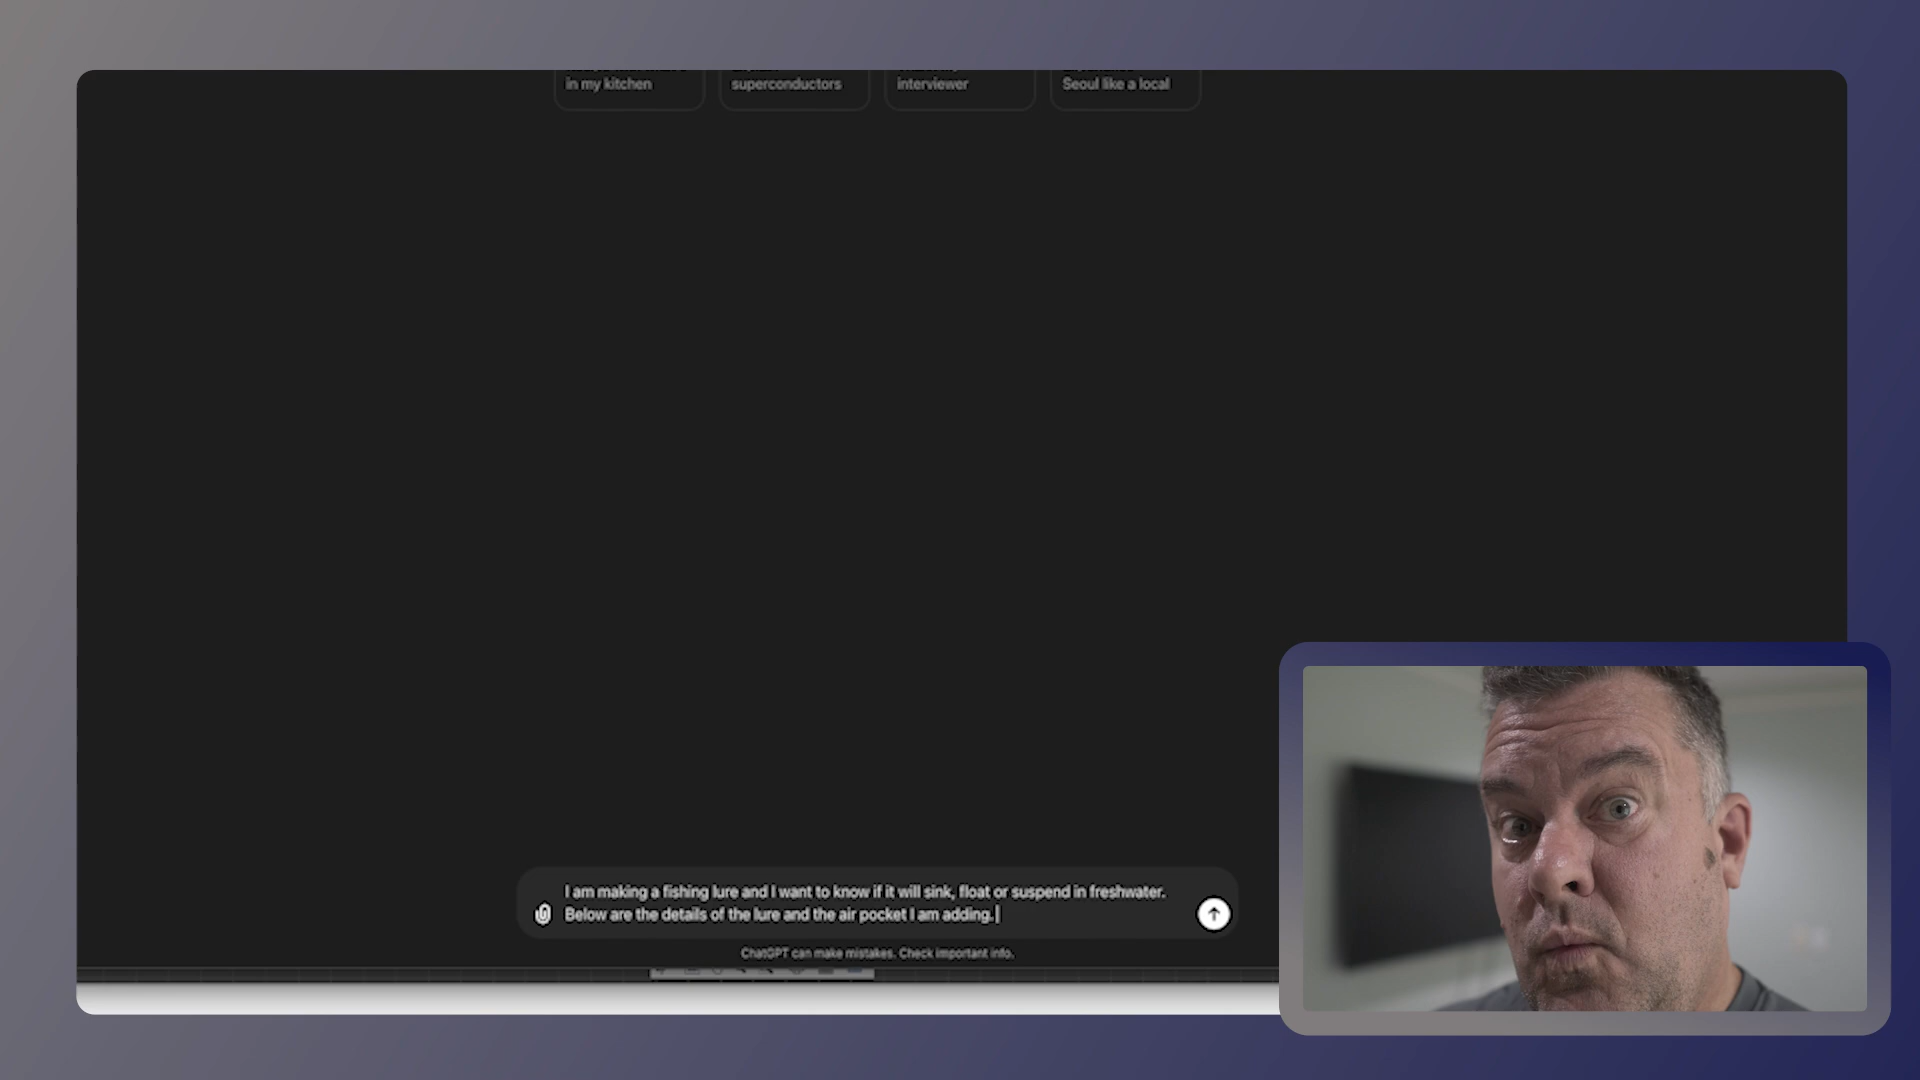 in my kitchen
superconductors
interviewer
Seoul like a local
I am making a fishing lure and I want to know if it will sink, float or suspend in freshwater.
Below are the details of the lure and the air pocket I am adding.
ChatGPT can make mistakes. Check important info.